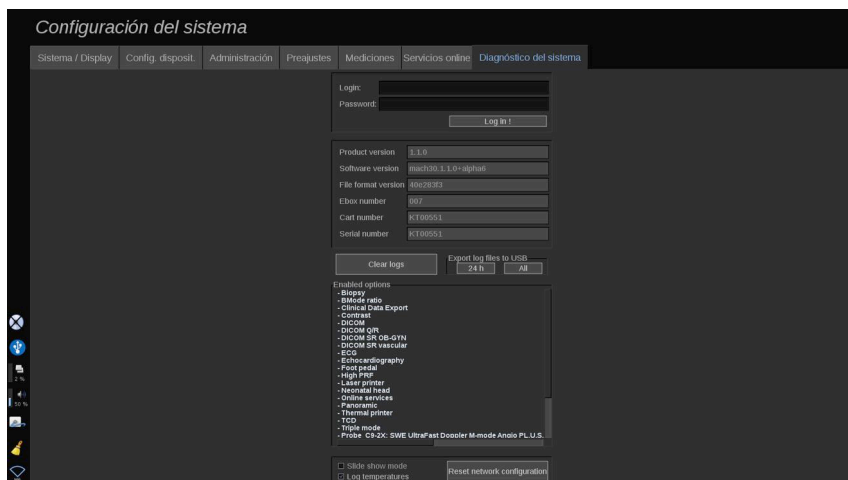 Configuración del sistema
Sistema / Display Config. disposit. Administración Preajustes Mediciones Servicios online Diagnóstico del sistema
Login:
Password:
Log in !
Product version 1.1.0
Software version mach30.1.1.0+alpha6
File format version 40e283f3
Ebox number 007
Cart number KT00551
Serial number KT00551
Clear logs
Export log files to USB
24 h All
Enabled options
- Biopsy
- BMode ratio
- Clinical Data Export
- Contrast
- DICOM
- DICOM Q/R
- DICOM SR OB-GYN
- DICOM SR vascular
- ECG
- Echocardiography
- Foot pedal
- High PRF
- Laser printer
- Neonatal head
- Online services
- Panoramic
- Thermal printer
- TCD
- Triple mode
- Probe C9-2X: SWE UltraFast Doppler M-mode Angio PL.U.S.
2 %
50 %
Slide show mode
Log temperatures
Reset network configuration